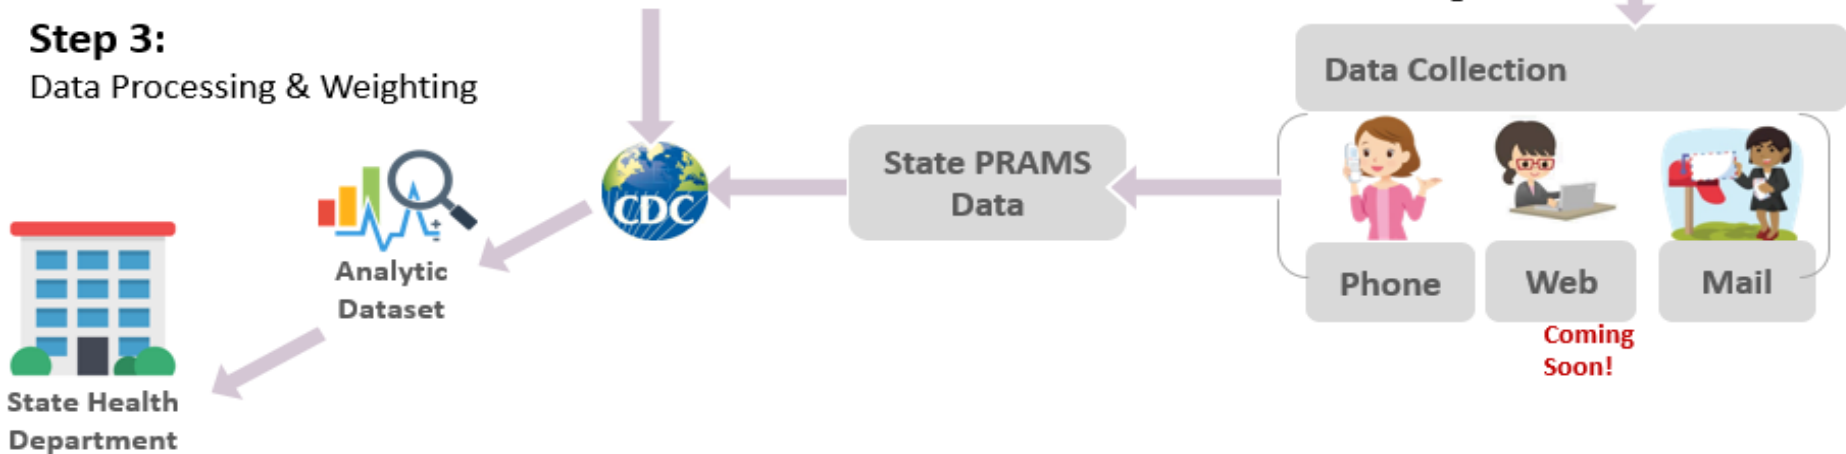 Step 3:
Data Processing & Weighting
Data Collection
State PRAMS
Data
CDC
Analytic
Dataset
Phone
Web
Mail
Coming
Soon!
State Health
Department